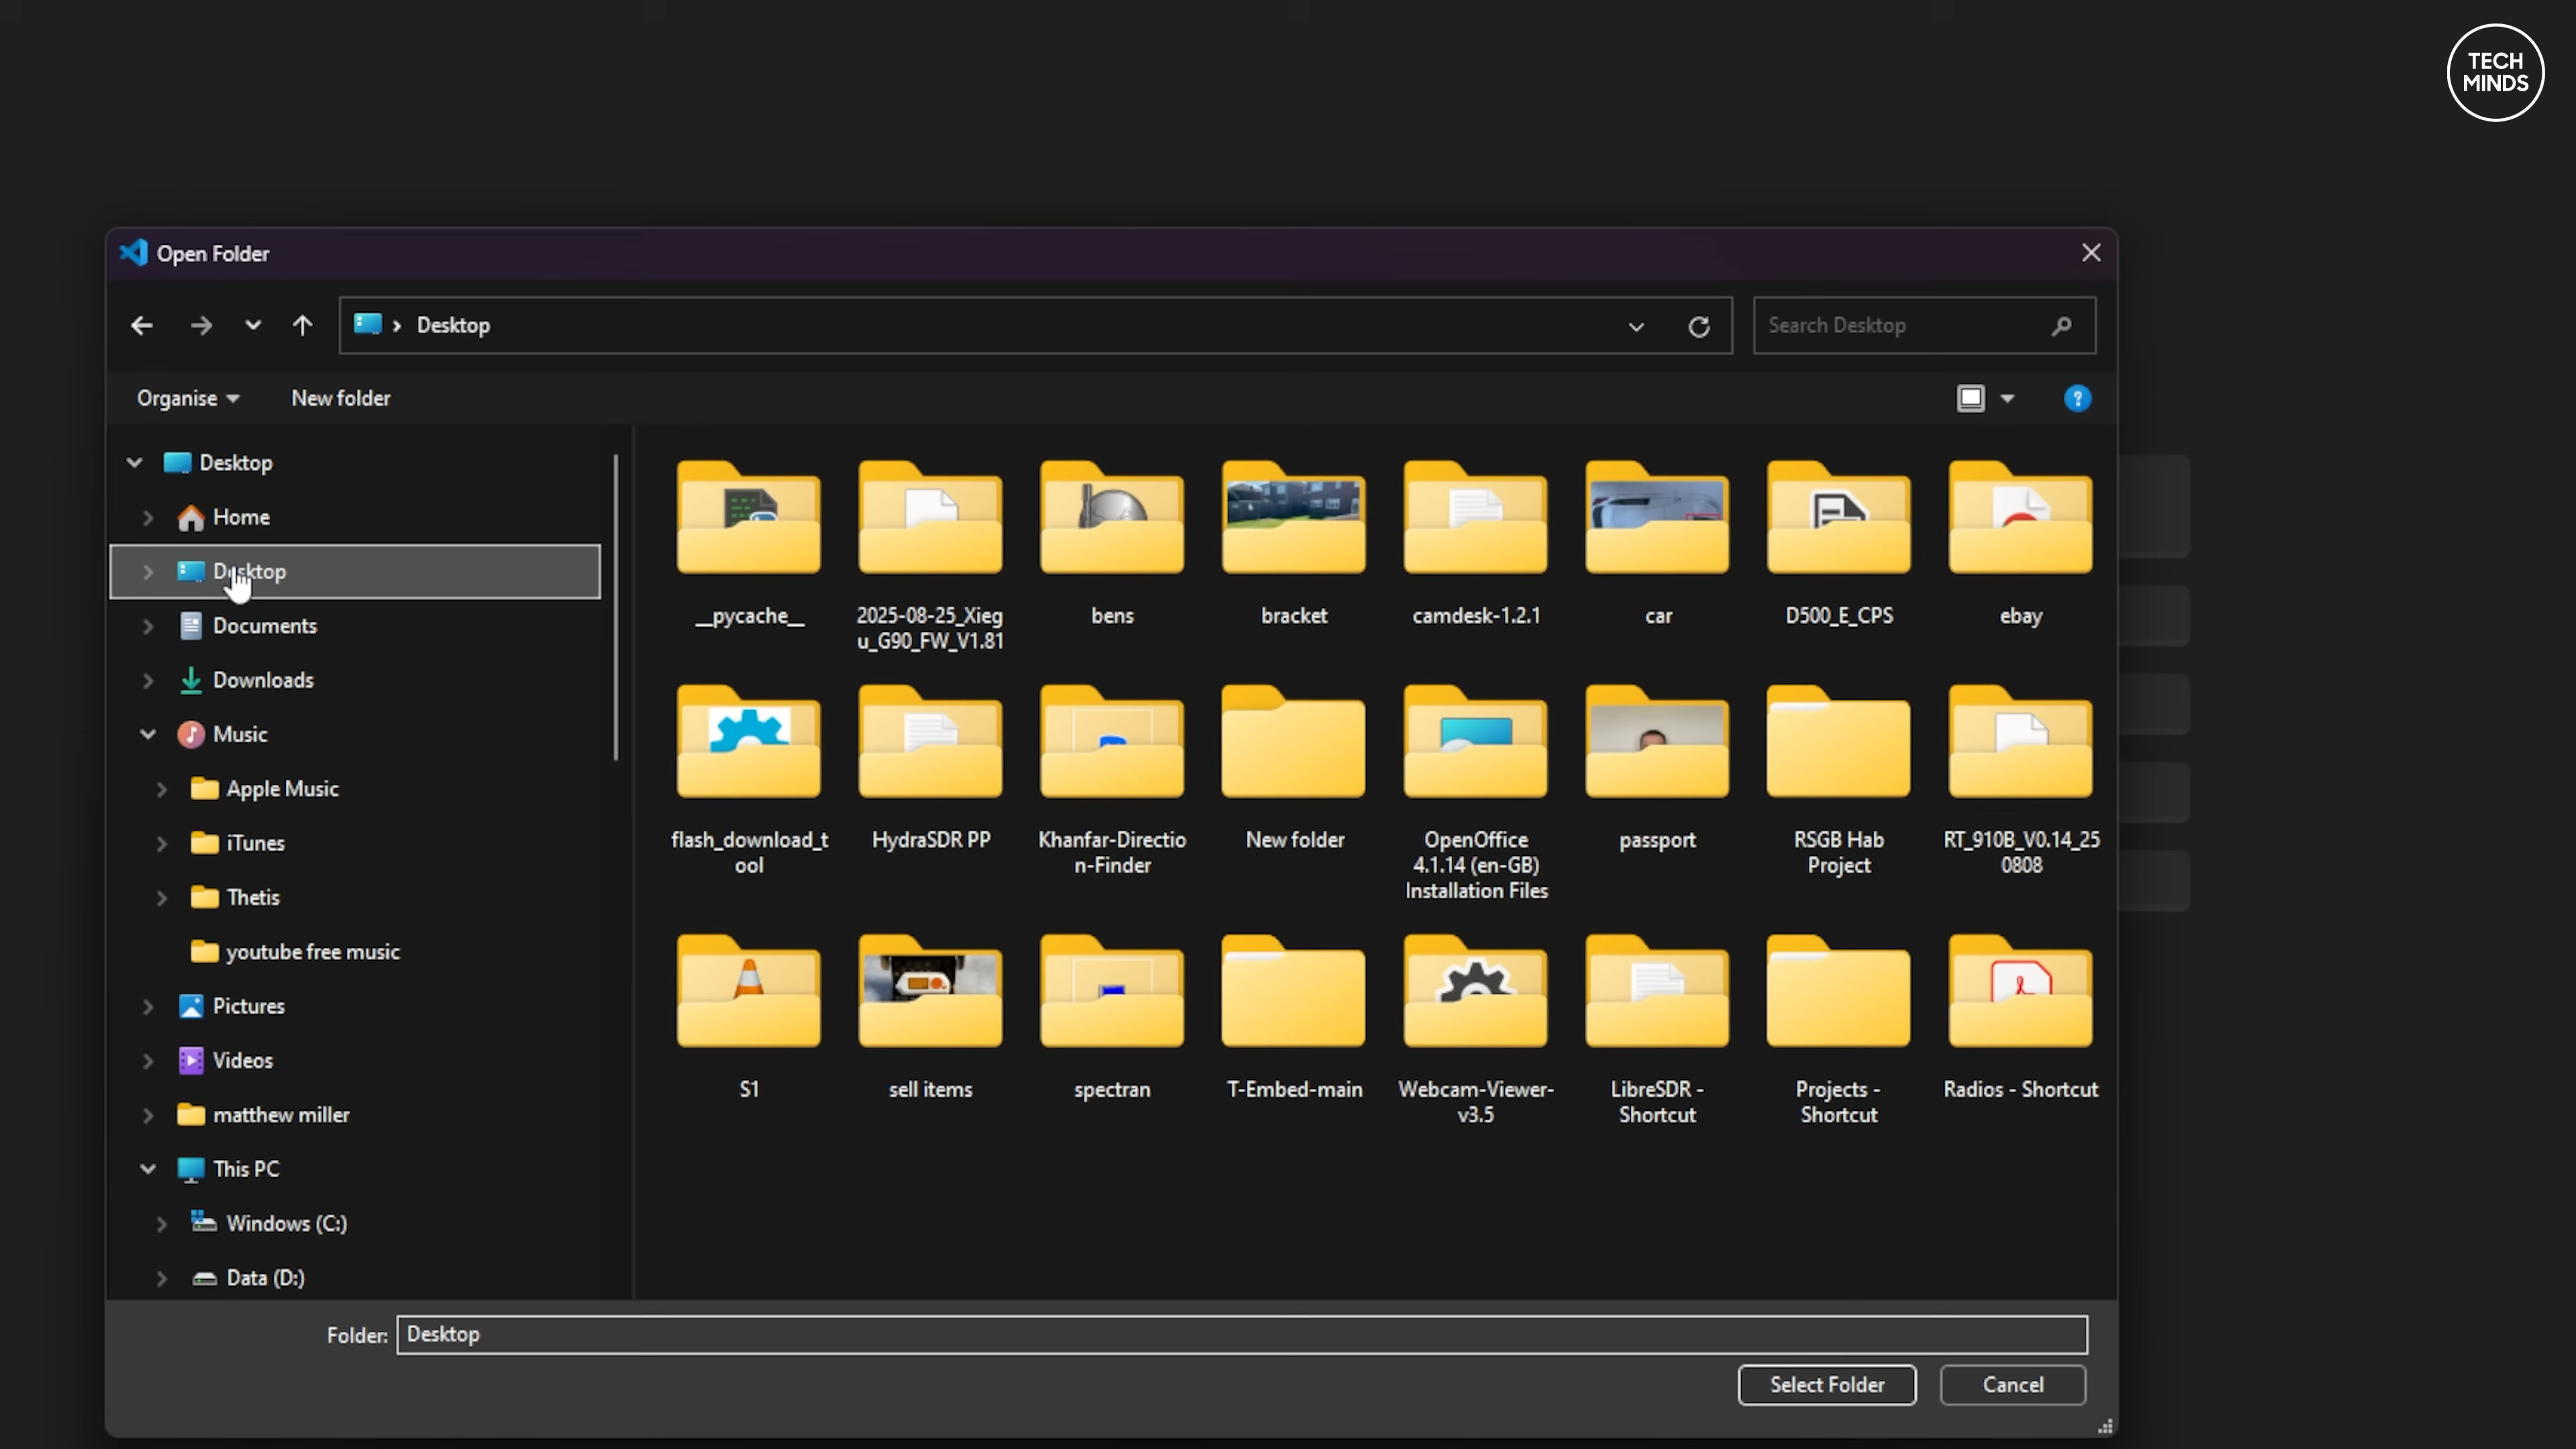 TECH
MINDS
Open Folder
Desktop
Search Desktop
Organise
New folder
Desktop
Home
Desktop
Documents
Downloads
Music
Apple Music
iTunes
Thetis
youtube free music
Pictures
Videos
matthew miller
This PC
Windows (C:)
Data (D:)
__pycache__
2025-08-25_Xieg
u_G90_FW_V1.81
bens
bracket
camdesk-1.2.1
car
D500_E_CPS
ebay
flash_download_t
ool
HydraSDR PP
Khanfar-Directio
n-Finder
New folder
OpenOffice
4.1.14 (en-GB)
Installation Files
passport
RSGB Hab
Project
RT_910B_V0.14_25
0808
S1
sell items
spectran
T-Embed-main
Webcam-Viewer-
v3.5
LibreSDR -
Shortcut
Projects -
Shortcut
Radios - Shortcut
Folder: Desktop
Select Folder
Cancel